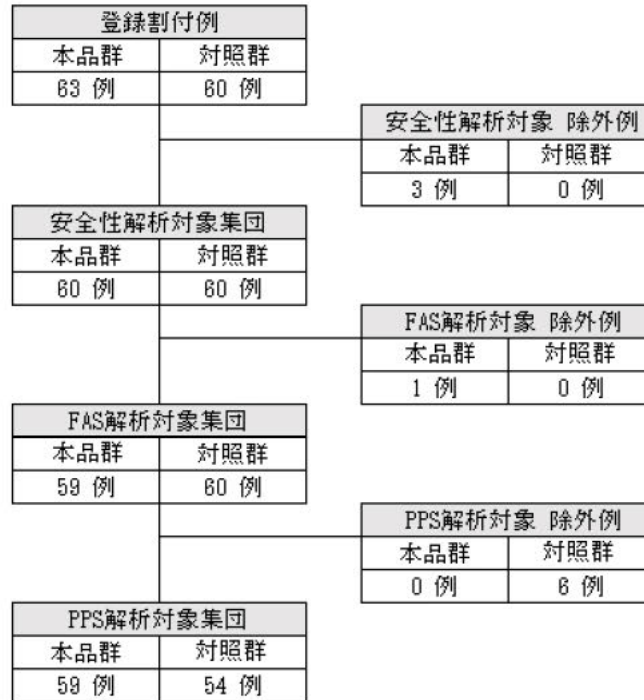 登録割付例
本品群 対照群
63 例 60 例
安全性解析対象 除外例
本品群 対照群
3 例 0 例
安全性解析対象集団
本品群 対照群
60 例 60 例
FAS解析対象 除外例
本品群 対照群
1 例 0 例
FAS解析対象集団
本品群 対照群
59 例 60 例
PPS解析対象 除外例
本品群 対照群
0 例 6 例
PPS解析対象集団
本品群 対照群
59 例 54 例